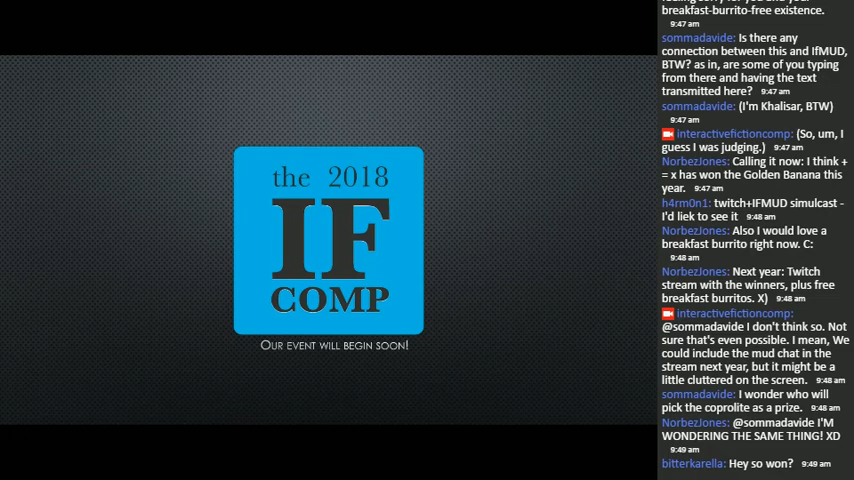 the 2018
IF
COMP
OUR EVENT WILL BEGIN SOON!
breakfast-burrito-free existence.
9:47 am
sommadavide: Is there any
connection between this and IfMUD,
BTW? as in, are some of you typing
from there and having the text
transmitted here? 9:47 am
sommadavide: (I'm Khalisar, BTW)
9:47 am
interactivefictioncomp: (So, um, I
guess I was judging.) 9:47 am
NorbezJones: Calling it now: I think +
= x has won the Golden Banana this
year. 9:47 am
h4rm0n1: twitch+IFMUD simulcast -
I'd liek to see it 9:48 am
NorbezJones: Also I would love a
breakfast burrito right now. C:
9:48 am
NorbezJones: Next year: Twitch
stream with the winners, plus free
breakfast burritos. X) 9:48 am
interactivefictioncomp:
@sommadavide I don't think so. Not
sure that's even possible. I mean, We
could include the mud chat in the
stream next year, but it might be a
little cluttered on the screen. 9:48 am
sommadavide: I wonder who will
pick the coprolite as a prize. 9:48 am
NorbezJones: @sommadavide I'M
WONDERING THE SAME THING! XD
9:49 am
bitterkarella: Hey so won? 9:49 am